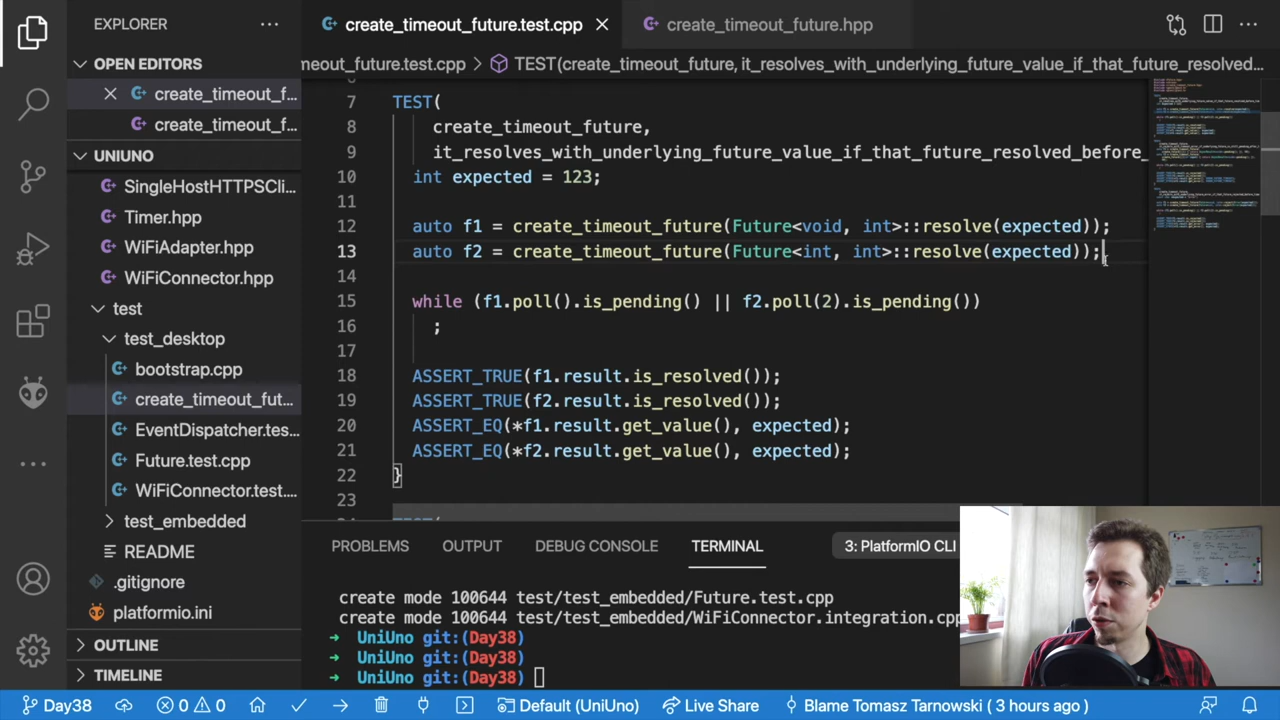 EXPLORER
OPEN EDITORS
create_timeout_f...
create_timeout_f...
UNIUNO
SingleHostHTTPSCli...
Timer.hpp
WiFiAdapter.hpp
WiFiConnector.hpp
test
test_desktop
bootstrap.cpp
create_timeout_fut...
EventDispatcher.tes...
Future.test.cpp
WiFiConnector.test....
test_embedded
README
.gitignore
platformio.ini
OUTLINE
TIMELINE
create_timeout_future.test.cpp
create_timeout_future.hpp
imeout_future.test.cpp > TEST(create_timeout_future, it_resolves_with_underlying_future_value_if_that_future_resolved...
7 TEST(
8 create_timeout_future,
9 it_resolves_with_underlying_future_value_if_that_future_resolved_before_
10 int expected = 123;
11
12 auto f1 = create_timeout_future(Future<void, int>::resolve(expected));
13 auto f2 = create_timeout_future(Future<int, int>::resolve(expected));
14
15 while (f1.poll().is_pending() || f2.poll(2).is_pending())
16 ;
17
18 ASSERT_TRUE(f1.result.is_resolved());
19 ASSERT_TRUE(f2.result.is_resolved());
20 ASSERT_EQ(*f1.result.get_value(), expected);
21 ASSERT_EQ(*f2.result.get_value(), expected);
22 }
23
PROBLEMS OUTPUT DEBUG CONSOLE TERMINAL 3: PlatformIO CLI
create mode 100644 test/test_embedded/Future.test.cpp
create mode 100644 test/test_embedded/WiFiConnector.integration.cpp
➜ UniUno git:(Day38)
➜ UniUno git:(Day38)
➜ UniUno git:(Day38)
Day38 0 0 Default (UniUno) Live Share Blame Tomasz Tarnowski ( 3 hours ago )